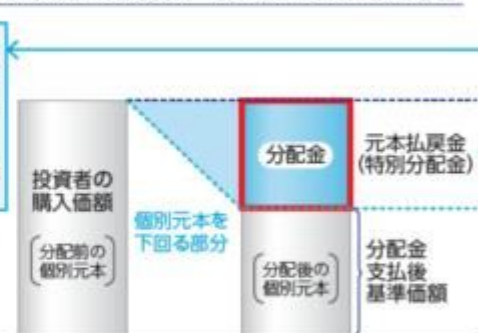 投資者の
購入価額
(分配前の
個別元本)
個別元本を
下回る部分
分配金
(分配後の
個別元本)
元本払戻金
(特別分配金)
分配金
支払後
基準価額